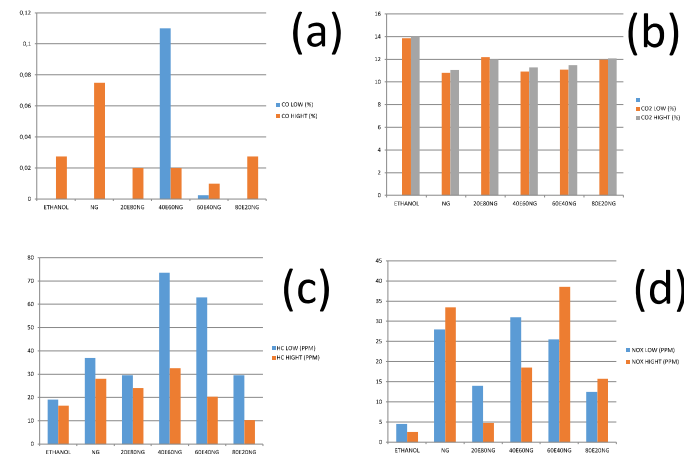 (a)
0,12
0,1
0,08
0,06
0,04
0,02
0
ETHANOL NG 20E80NG 40E60NG 60E40NG 80E20NG
CO LOW (%)
CO HIGHT (%)
(b)
16
14
12
10
8
6
4
2
0
ETHANOL NG 20E80NG 40E60NG 60E40NG 80E20NG
CO2 LOW (%)
CO2 HIGHT (%)
(c)
80
70
60
50
40
30
20
10
0
ETHANOL NG 20E80NG 40E60NG 60E40NG 80E20NG
HC LOW (PPM)
HC HIGHT (PPM)
(d)
45
40
35
30
25
20
15
10
5
0
ETHANOL NG 20E80NG 40E60NG 60E40NG 80E20NG
NOX LOW (PPM)
NOX HIGHT (PPM)